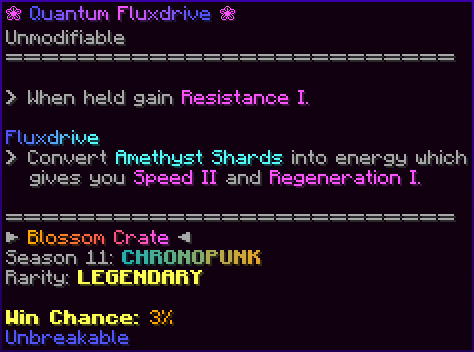 ❀ Quantum Fluxdrive ❀
Unmodifiable
==============================
> When held gain Resistance I.
Fluxdrive
> Convert Amethyst Shards into energy which
gives you Speed II and Regeneration I.
==============================
► Blossom Crate ◄
Season 11: CHRONOPUNK
Rarity: LEGENDARY
Win Chance: 3%
Unbreakable